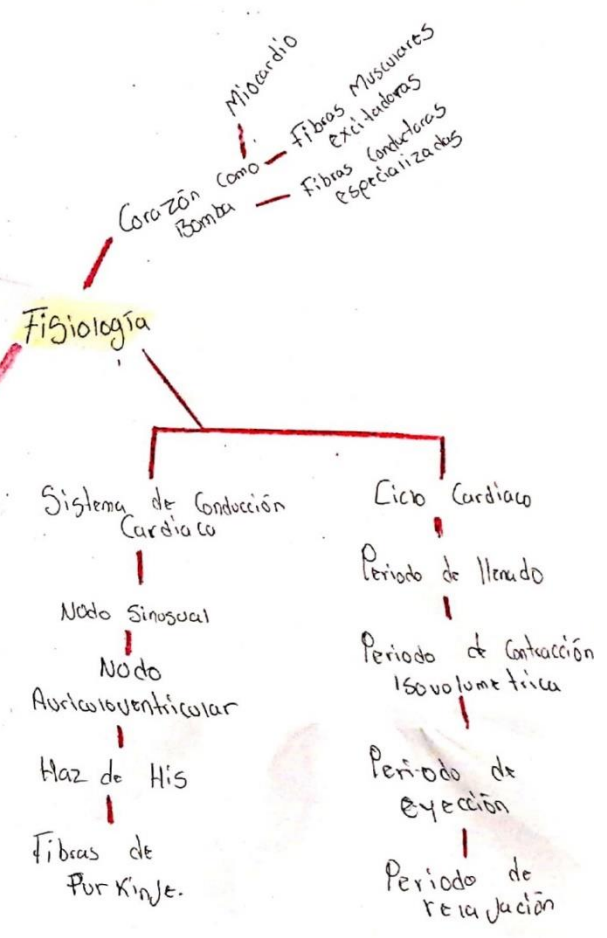 Miocardio
Fibras Musculares
excitadoras
Corazón como
Bomba
Fibras Conductoras
especializadas
Fisiología
Sistema de Conducción
Cardiaca
Nodo Sinusual
Nodo
Auriculoventricular
Haz de His
Fibras de
Purkinje.
Ciclo Cardiaco
Periodo de llenado
Periodo de Contracción
Isovolumetrica
Periodo de
eyección
Periodo de
relajación